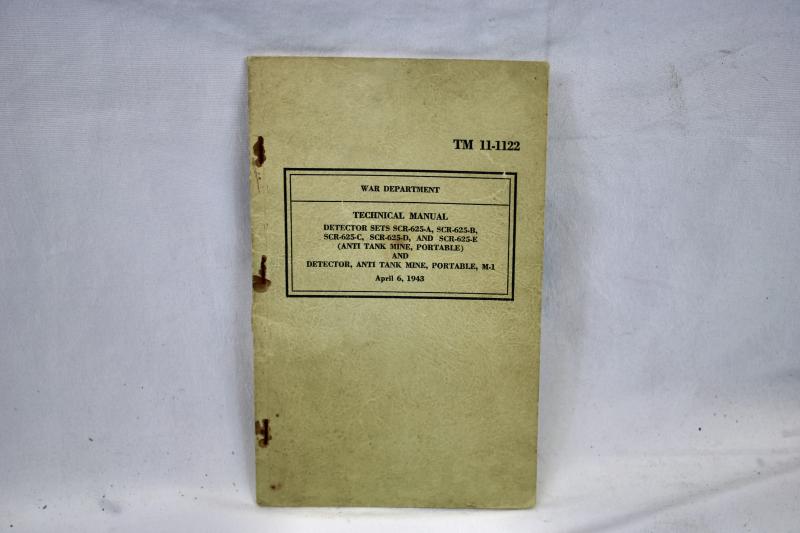 TM 11-1122
WAR DEPARTMENT
TECHNICAL MANUAL
DETECTOR SETS SCR-625-A, SCR-625-B,
SCR-625-C, SCR-625-D, AND SCR-625-E
(ANTI TANK MINE, PORTABLE)
AND
DETECTOR, ANTI TANK MINE, PORTABLE, M-1
April 6, 1943